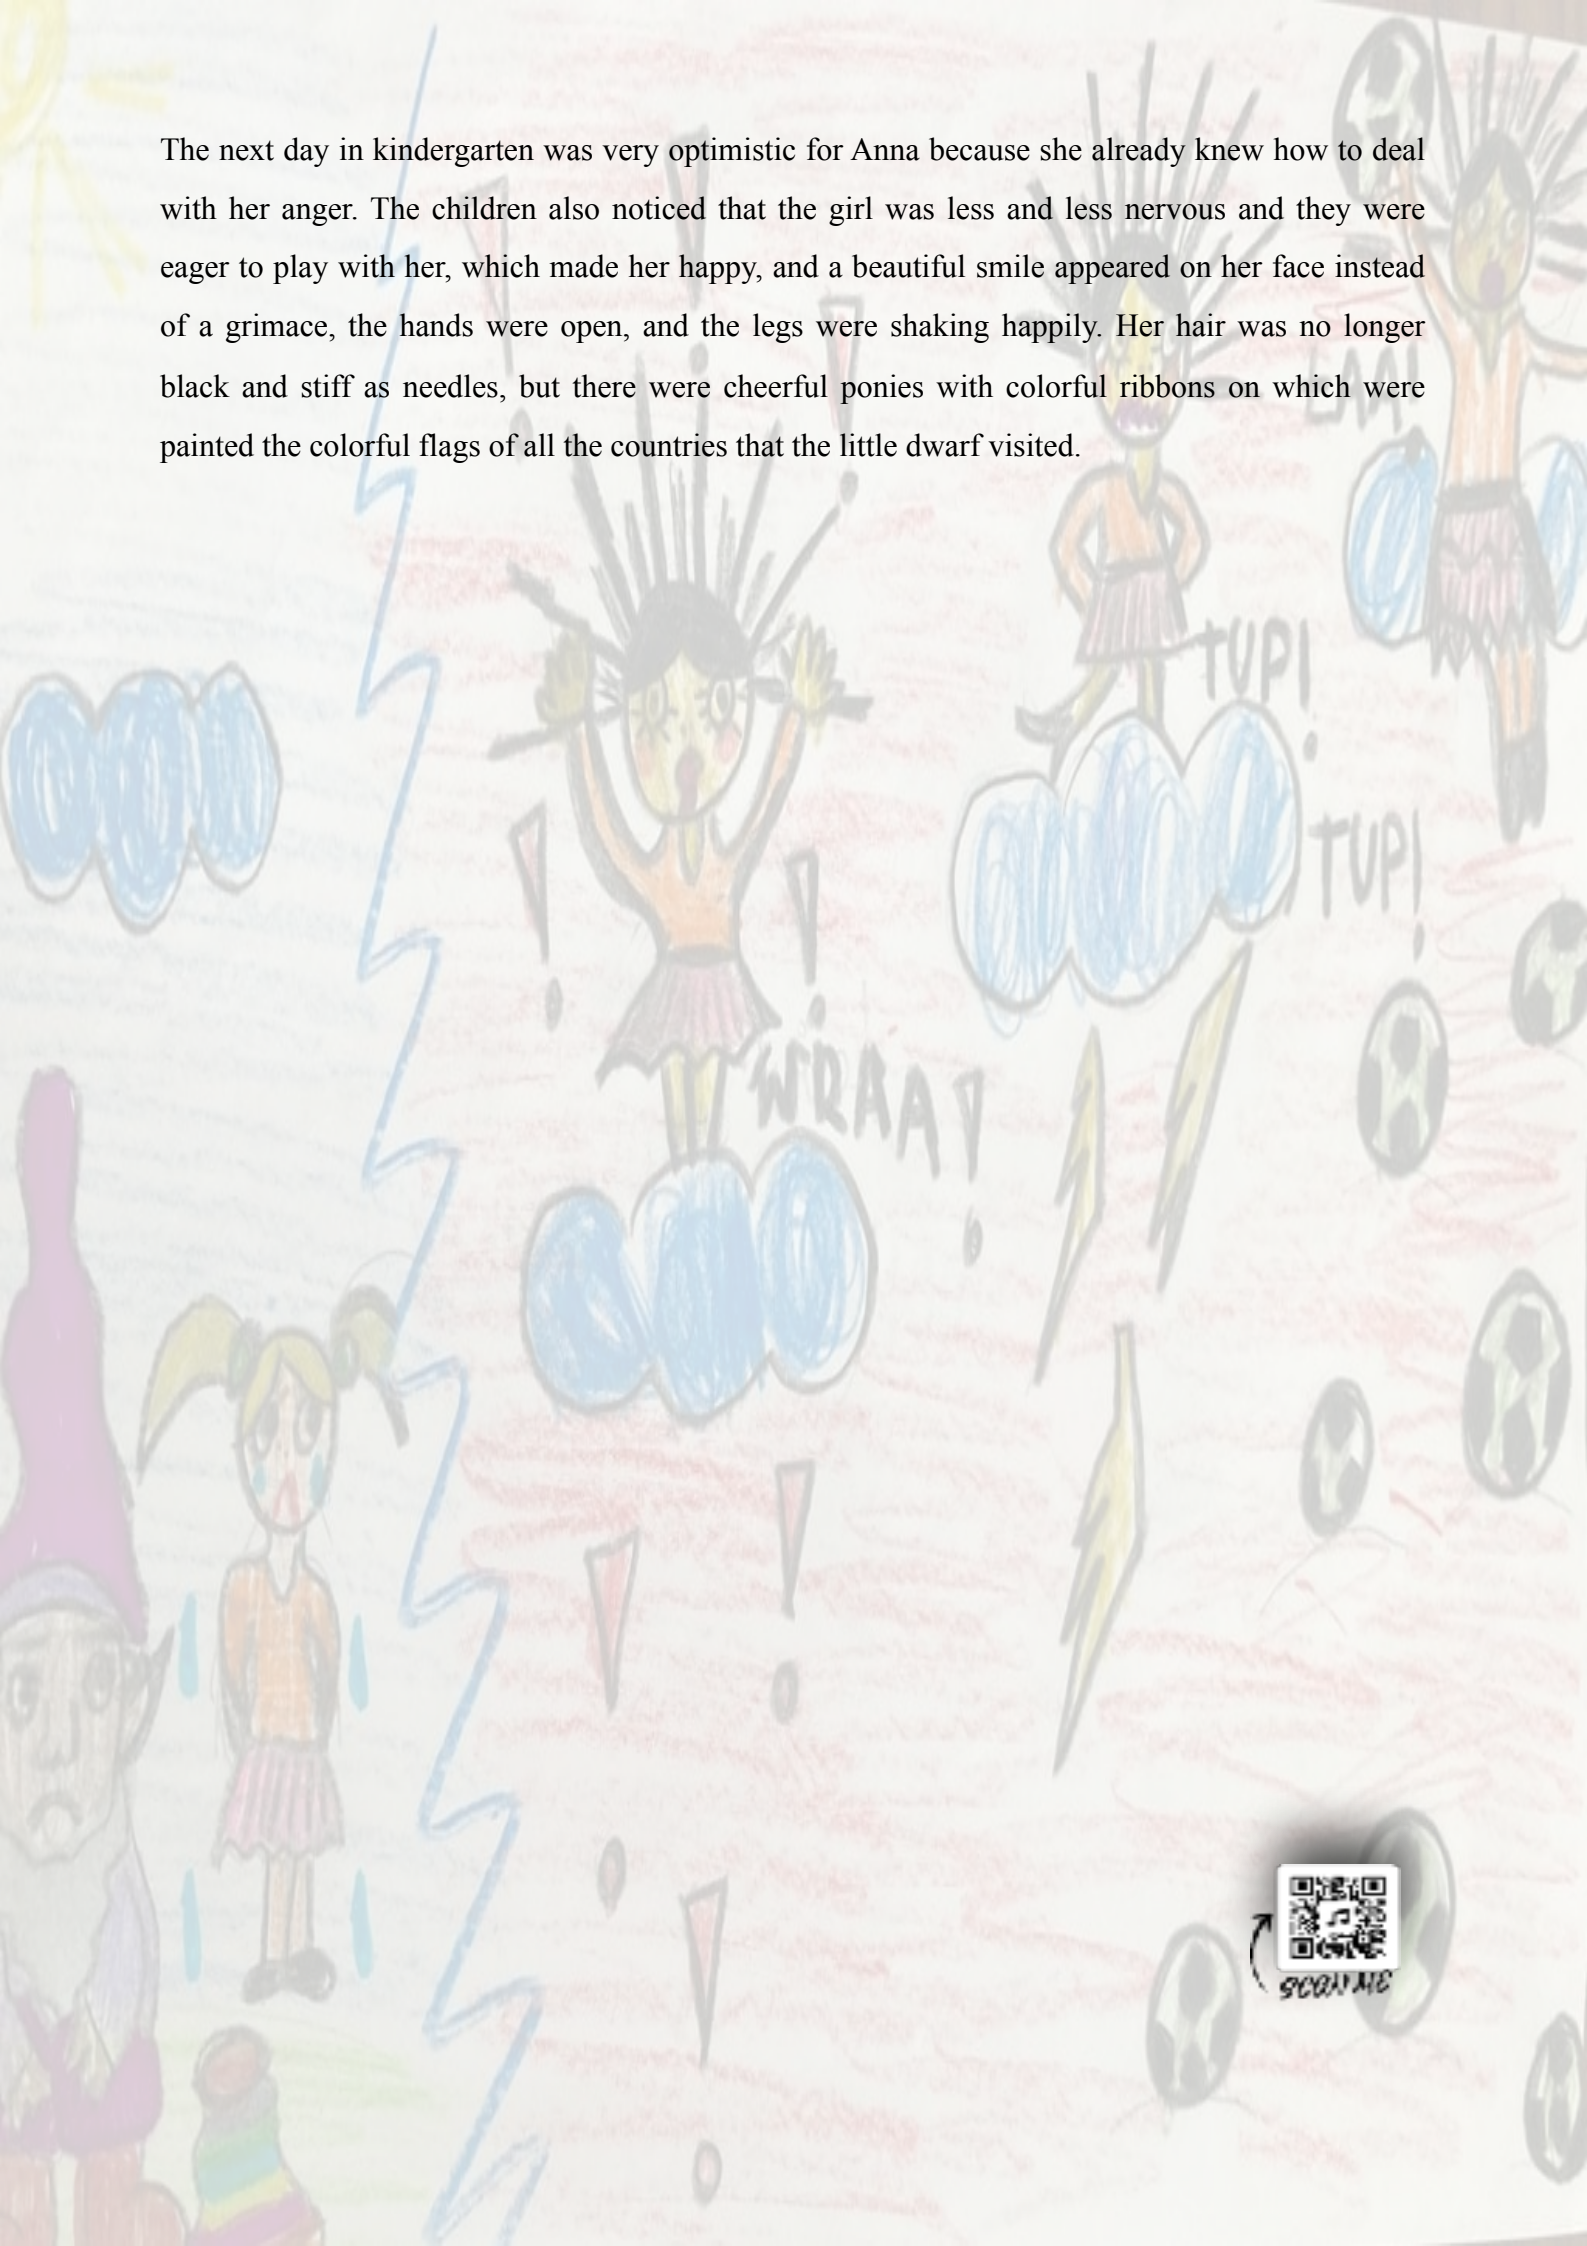 The next day in kindergarten was very optimistic for Anna because she already knew how to deal
with her anger. The children also noticed that the girl was less and less nervous and they were
eager to play with her, which made her happy, and a beautiful smile appeared on her face instead
of a grimace, the hands were open, and the legs were shaking happily. Her hair was no longer
black and stiff as needles, but there were cheerful ponies with colorful ribbons on which were
painted the colorful flags of all the countries that the little dwarf visited.
LAA!
TUP!
TUP!
WRAA!
SCAN ME